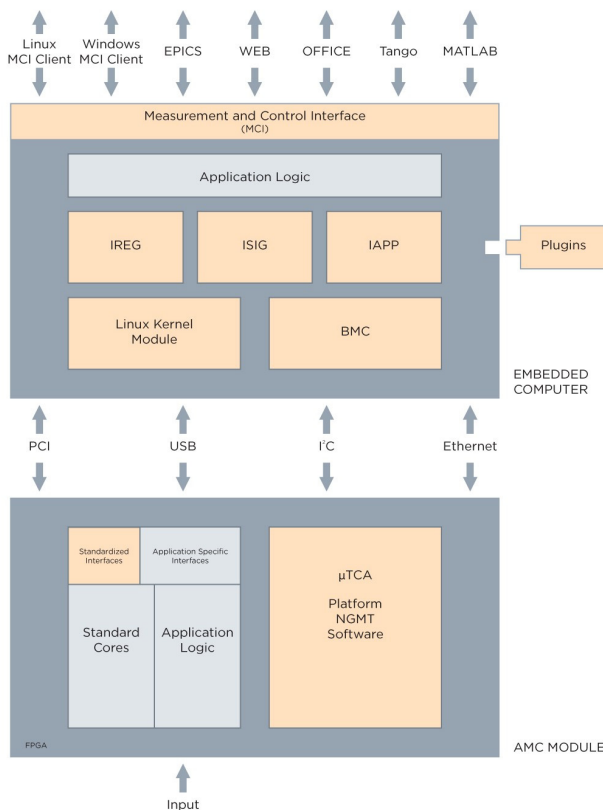 Linux
MCI Client
Windows
MCI Client
EPICS
WEB
OFFICE
Tango
MATLAB
Measurement and Control Interface
(MCI)
Application Logic
IREG
ISIG
IAPP
Plugins
Linux Kernel
Module
BMC
EMBEDDED
COMPUTER
PCI
USB
I²C
Ethernet
Standardized
Interfaces
Application Specific
Interfaces
Standard
Cores
Application
Logic
µTCA
Platform
NGMT
Software
FPGA
AMC MODULE
Input